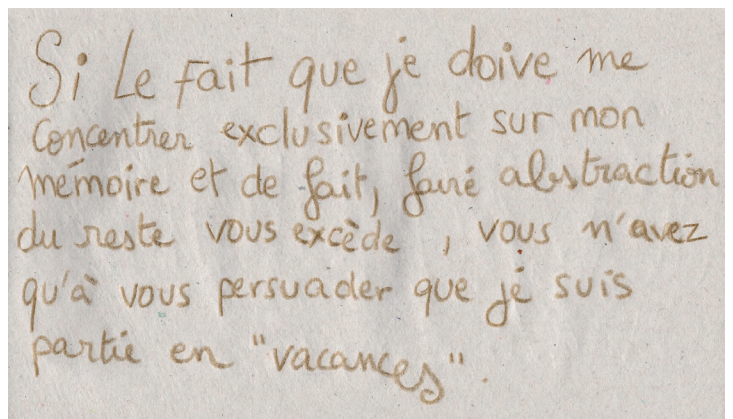 Si Le fait que je doive me
concentrer exclusivement sur mon
mémoire et de fait, faire abstraction
du reste vous excède, vous n'avez
qu'à vous persuader que je suis
partie en "vacances".